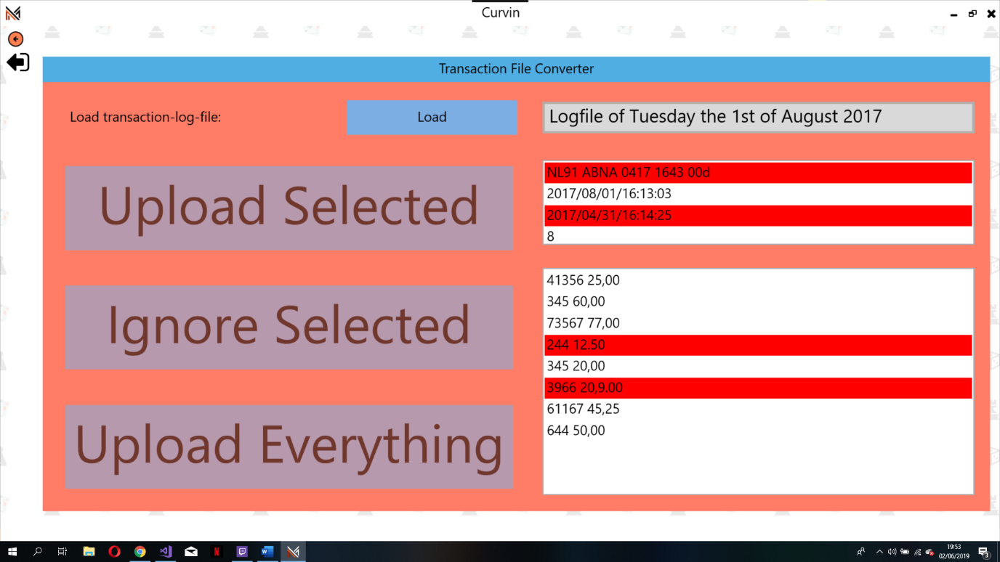 Curvin
Transaction File Converter
Load transaction-log-file:
Load
Logfile of Tuesday the 1st of August 2017
Upload Selected
NL91 ABNA 0417 1643 00d
2017/08/01/16:13:03
2017/04/31/16:14:25
8
Ignore Selected
41356 25,00
345 60,00
73567 77,00
244 12.50
345 20,00
3966 20,9.00
61167 45,25
644 50,00
Upload Everything
19:53
02/06/2019
3